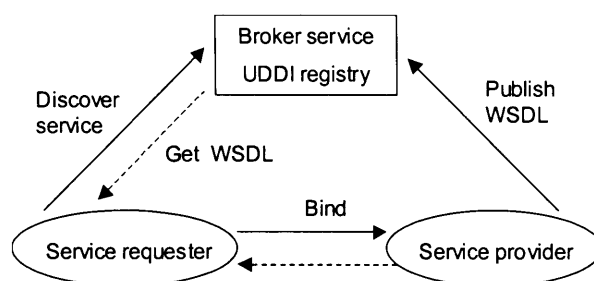 Broker service
UDDI registry
Discover
service
Publish
WSDL
Get WSDL
Bind
Service requester
Service provider